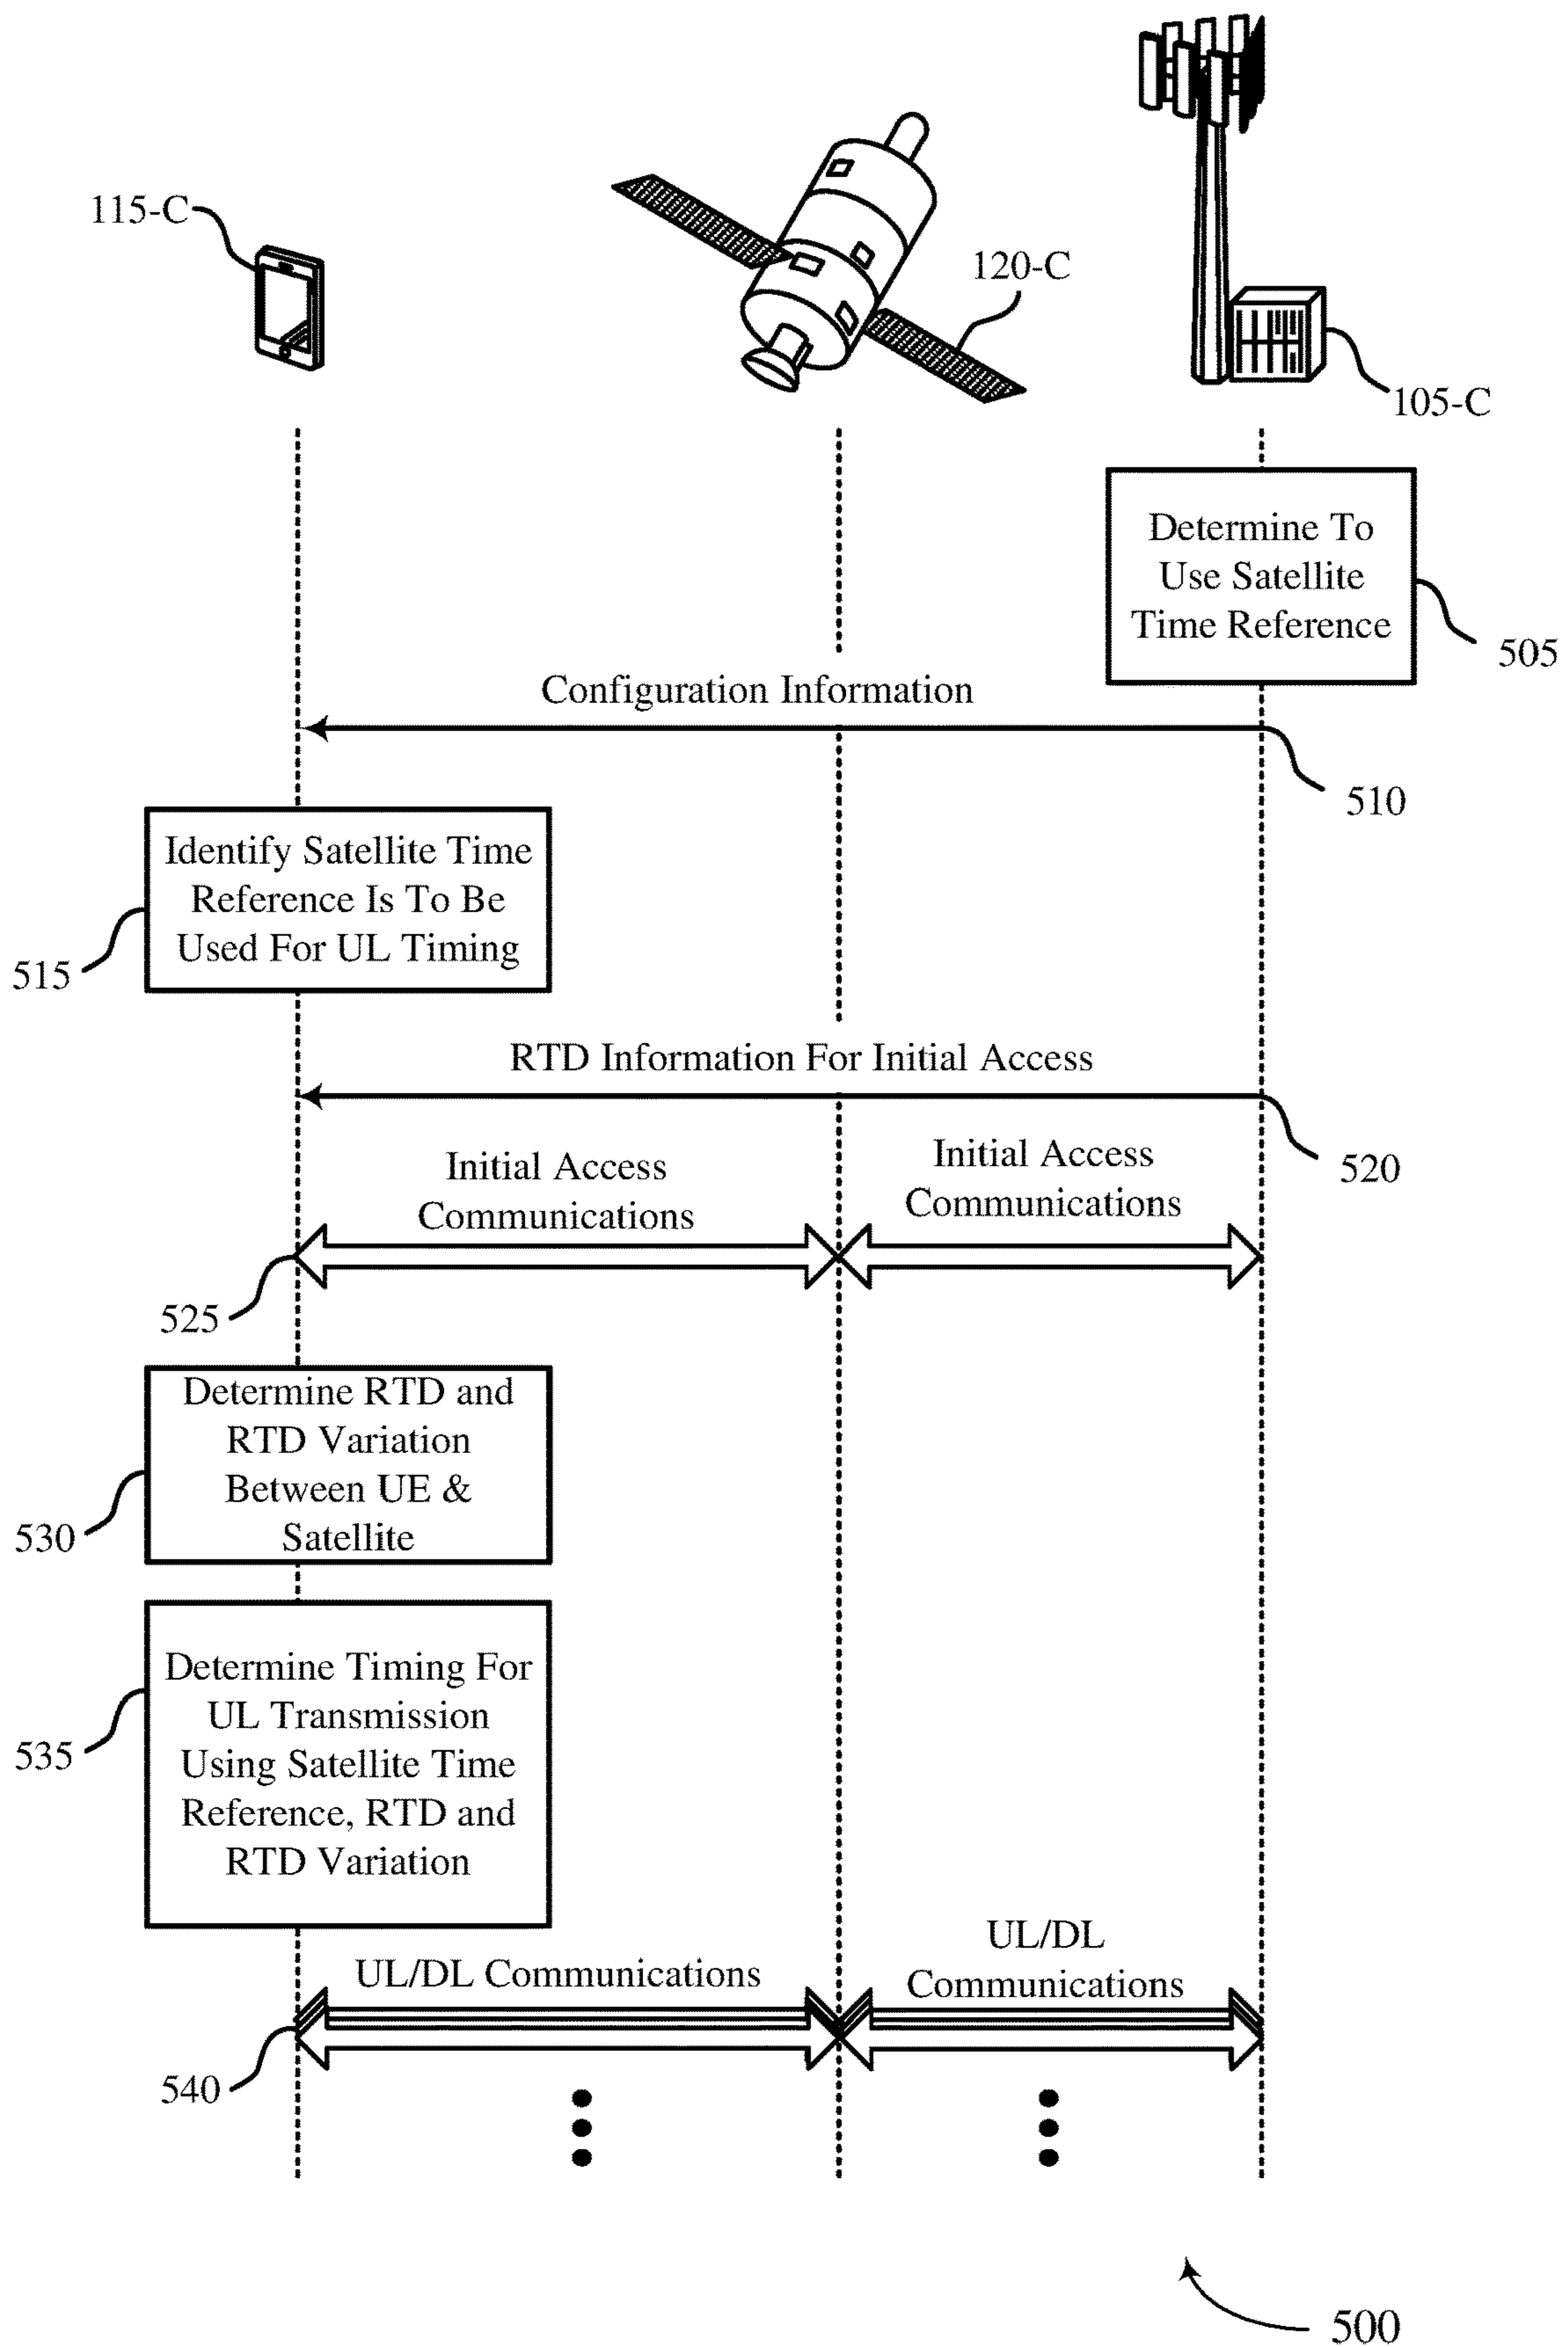 115-C
120-C
105-C
Determine To
Use Satellite
Time Reference
505
Configuration Information
510
Identify Satellite Time
Reference Is To Be
Used For UL Timing
515
RTD Information For Initial Access
520
Initial Access
Communications
Initial Access
Communications
525
Determine RTD and
RTD Variation
Between UE &
Satellite
530
Determine Timing For
UL Transmission
Using Satellite Time
Reference, RTD and
RTD Variation
535
UL/DL Communications
UL/DL
Communications
540
500